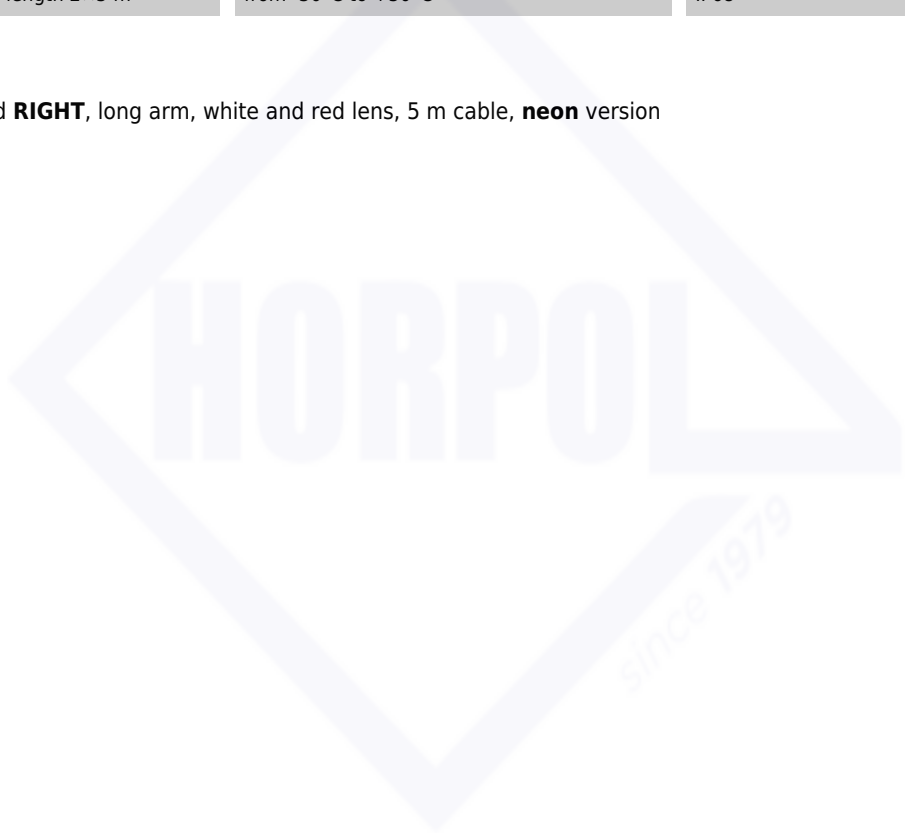 d RIGHT, long arm, white and red lens, 5 m cable, neon version
HORPOL
since 1979